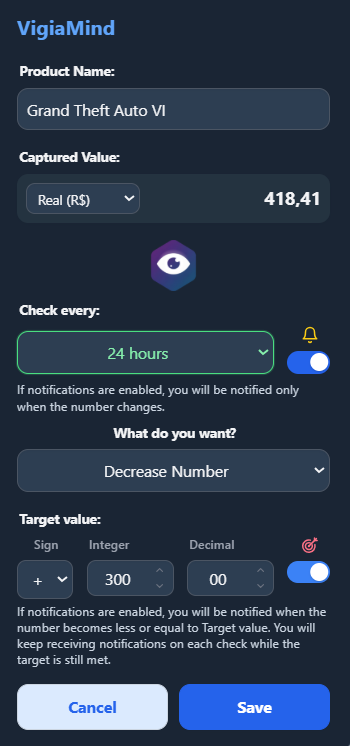 VigiaMind
Product Name:
Grand Theft Auto VI
Captured Value:
Real (R$)
418,41
Check every:
24 hours
If notifications are enabled, you will be notified only
when the number changes.
What do you want?
Decrease Number
Target value:
Sign Integer Decimal
+ 300 00
If notifications are enabled, you will be notified when the
number becomes less or equal to Target value. You will
keep receiving notifications on each check while the
target is still met.
Cancel Save